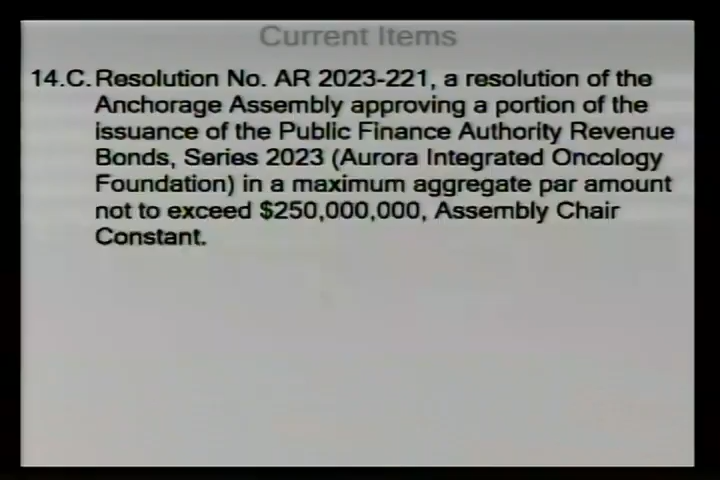 Current Items
14.C. Resolution No. AR 2023-221, a resolution of the
Anchorage Assembly approving a portion of the
issuance of the Public Finance Authority Revenue
Bonds, Series 2023 (Aurora Integrated Oncology
Foundation) in a maximum aggregate par amount
not to exceed $250,000,000, Assembly Chair
Constant.